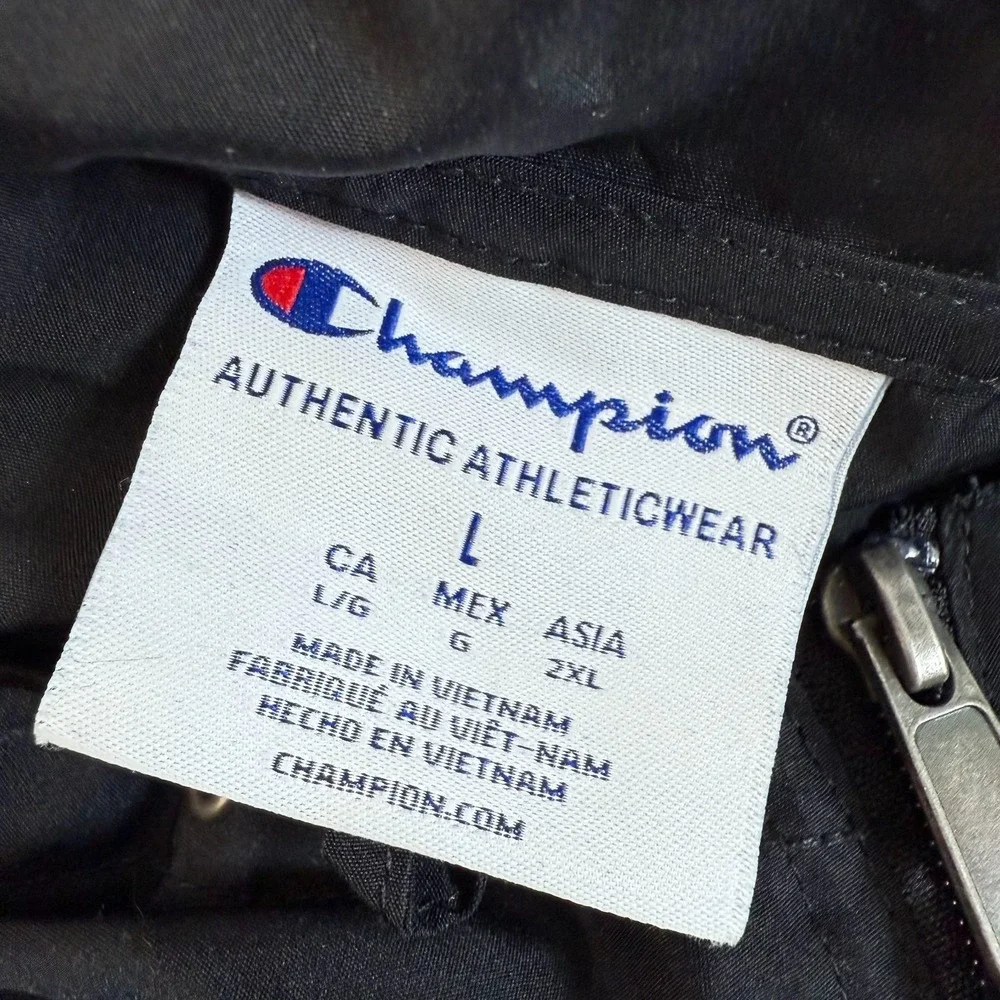 Champion®
AUTHENTIC ATHLETICWEAR
L
CA MEX ASIA
L/G G 2XL
MADE IN VIETNAM
FABRIQUÉ AU VIÊT-NAM
HECHO EN VIETNAM
CHAMPION.COM